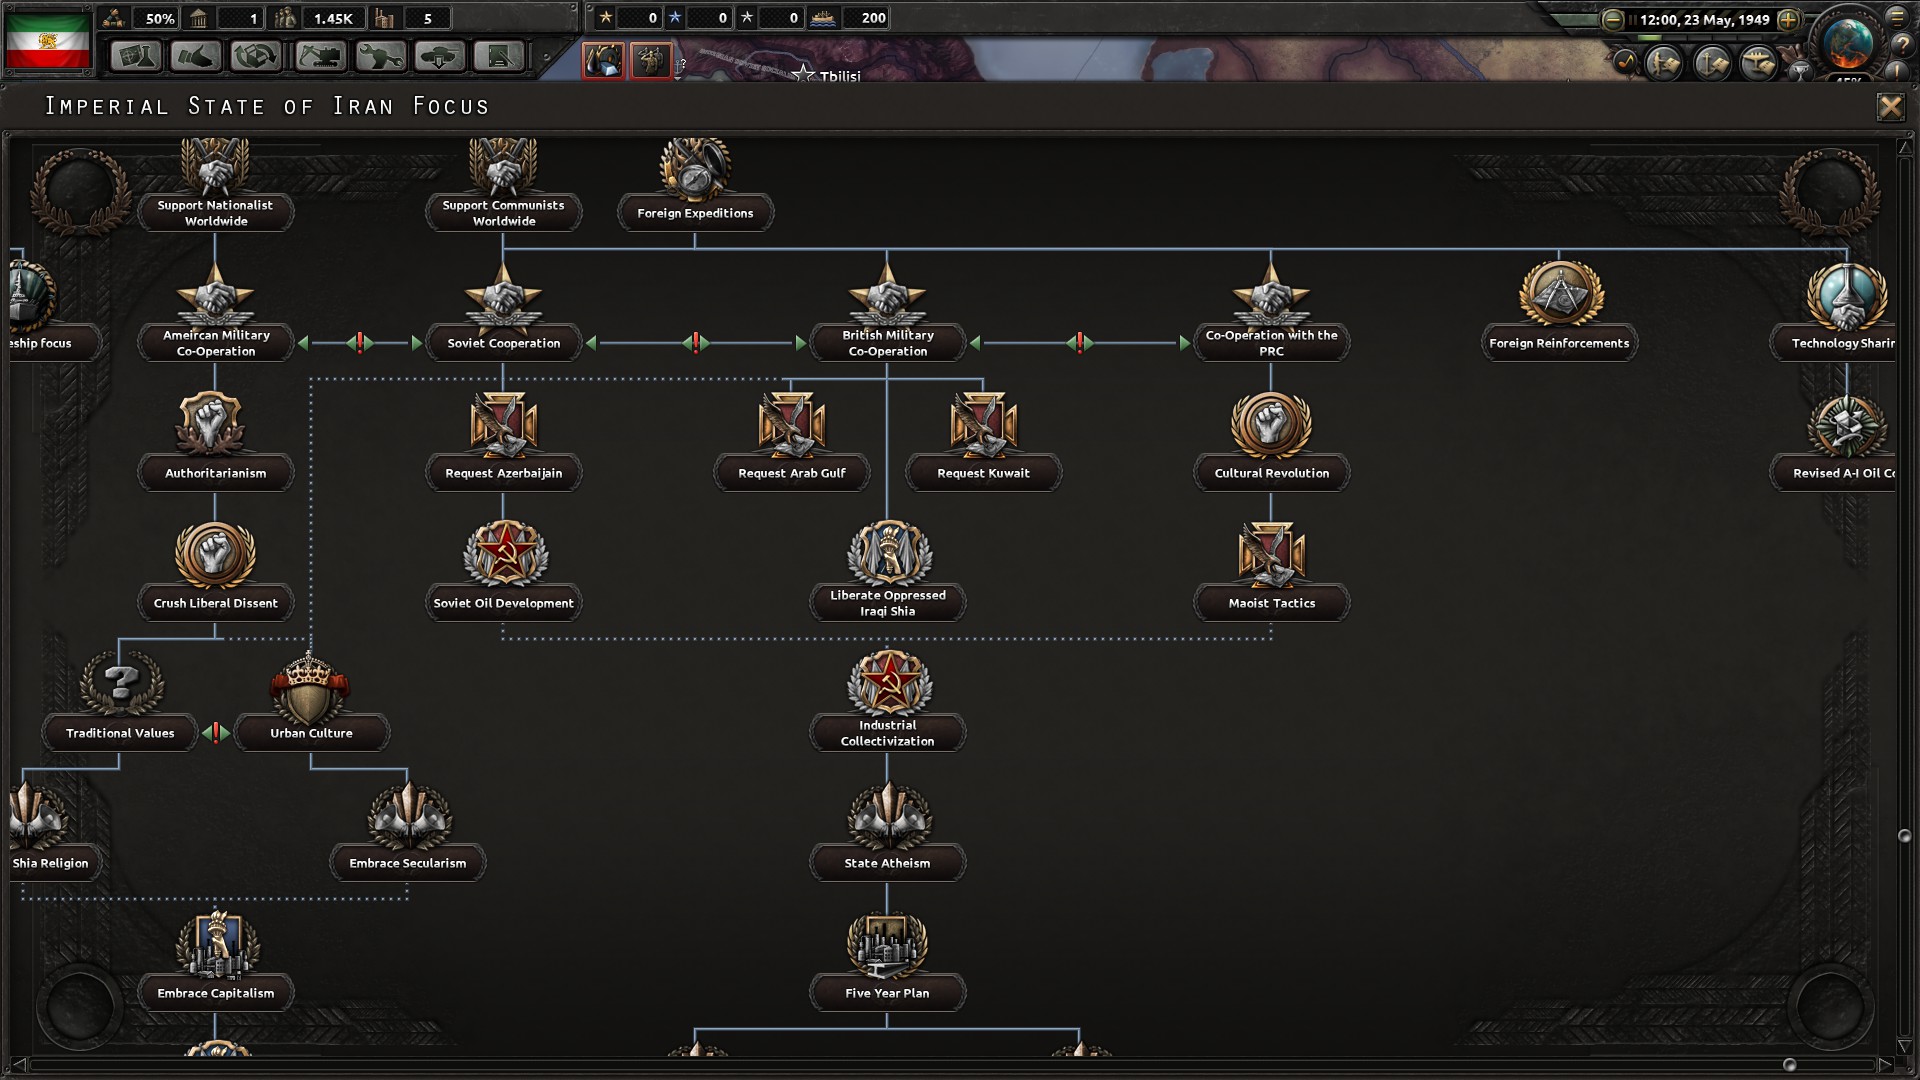 50%
1
1.45K
5
0
0
0
200
12:00, 23 May, 1949
?
Tbilisi
Imperial State of Iran Focus
Support Nationalist
Worldwide
Support Communists
Worldwide
Foreign Expeditions
eship focus
Ameircan Military
Co-Operation
Soviet Cooperation
British Military
Co-Operation
Co-Operation with the
PRC
Foreign Reinforcements
Technology Sharin
Authoritarianism
Request Azerbaijain
Request Arab Gulf
Request Kuwait
Cultural Revolution
Revised A-I Oil Co
Crush Liberal Dissent
Soviet Oil Development
Liberate Oppressed
Iraqi Shia
Maoist Tactics
Traditional Values
Urban Culture
Industrial
Collectivization
Shia Religion
Embrace Secularism
State Atheism
Embrace Capitalism
Five Year Plan